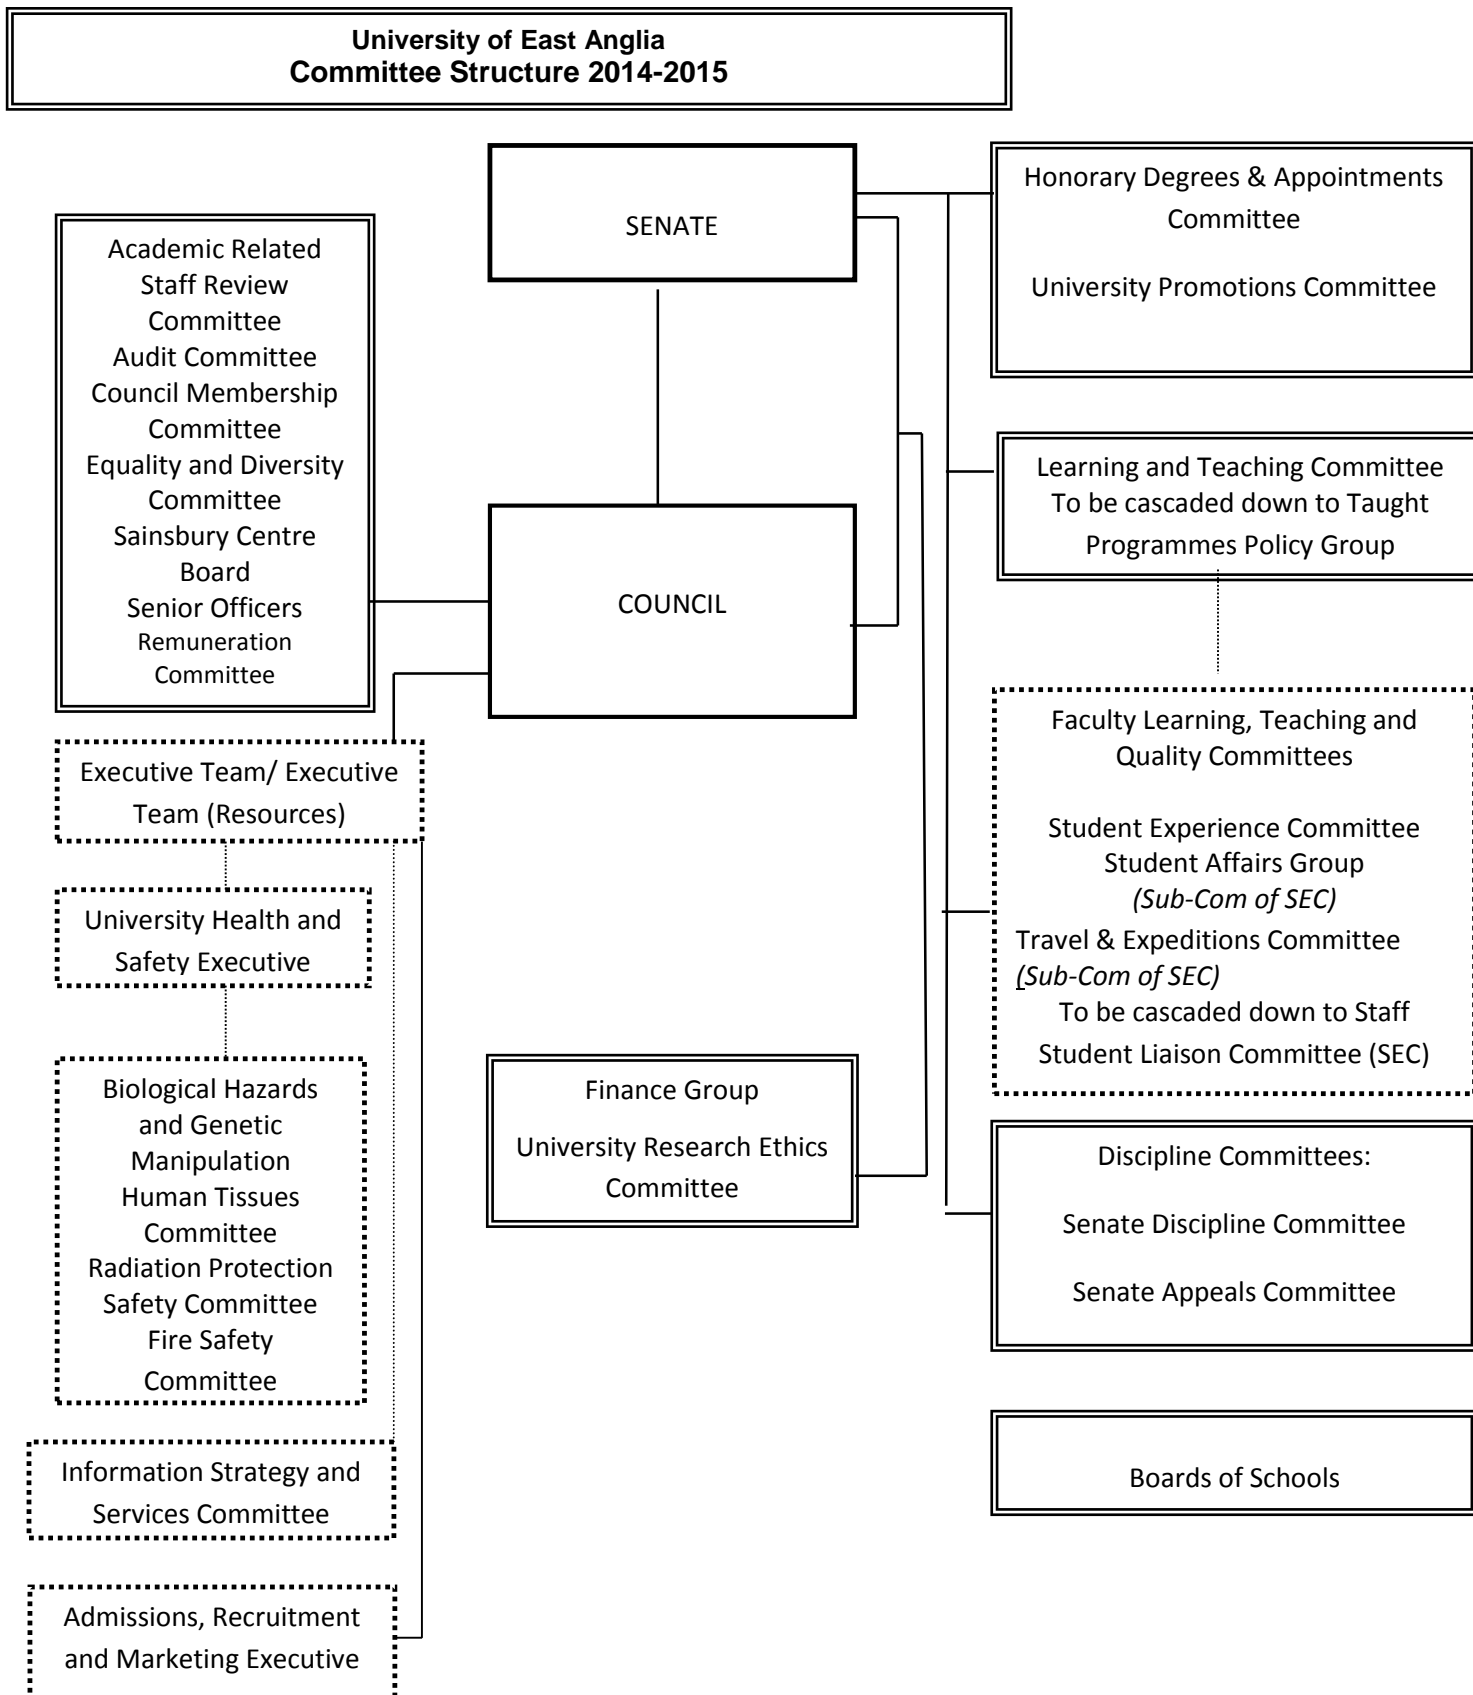 University of East Anglia
Committee Structure 2014-2015
SENATE
Honorary Degrees & Appointments
Committee
University Promotions Committee
Academic Related
Staff Review
Committee
Audit Committee
Council Membership
Committee
Equality and Diversity
Committee
Sainsbury Centre
Board
Senior Officers
Remuneration
Committee
Learning and Teaching Committee
To be cascaded down to Taught
Programmes Policy Group
COUNCIL
Executive Team/ Executive
Team (Resources)
Faculty Learning, Teaching and
Quality Committees
Student Experience Committee
Student Affairs Group
(Sub-Com of SEC)
Travel & Expeditions Committee
(Sub-Com of SEC)
To be cascaded down to Staff
Student Liaison Committee (SEC)
University Health and
Safety Executive
Biological Hazards
and Genetic
Manipulation
Human Tissues
Committee
Radiation Protection
Safety Committee
Fire Safety
Committee
Finance Group
University Research Ethics
Committee
Discipline Committees:
Senate Discipline Committee
Senate Appeals Committee
Information Strategy and
Services Committee
Boards of Schools
Admissions, Recruitment
and Marketing Executive